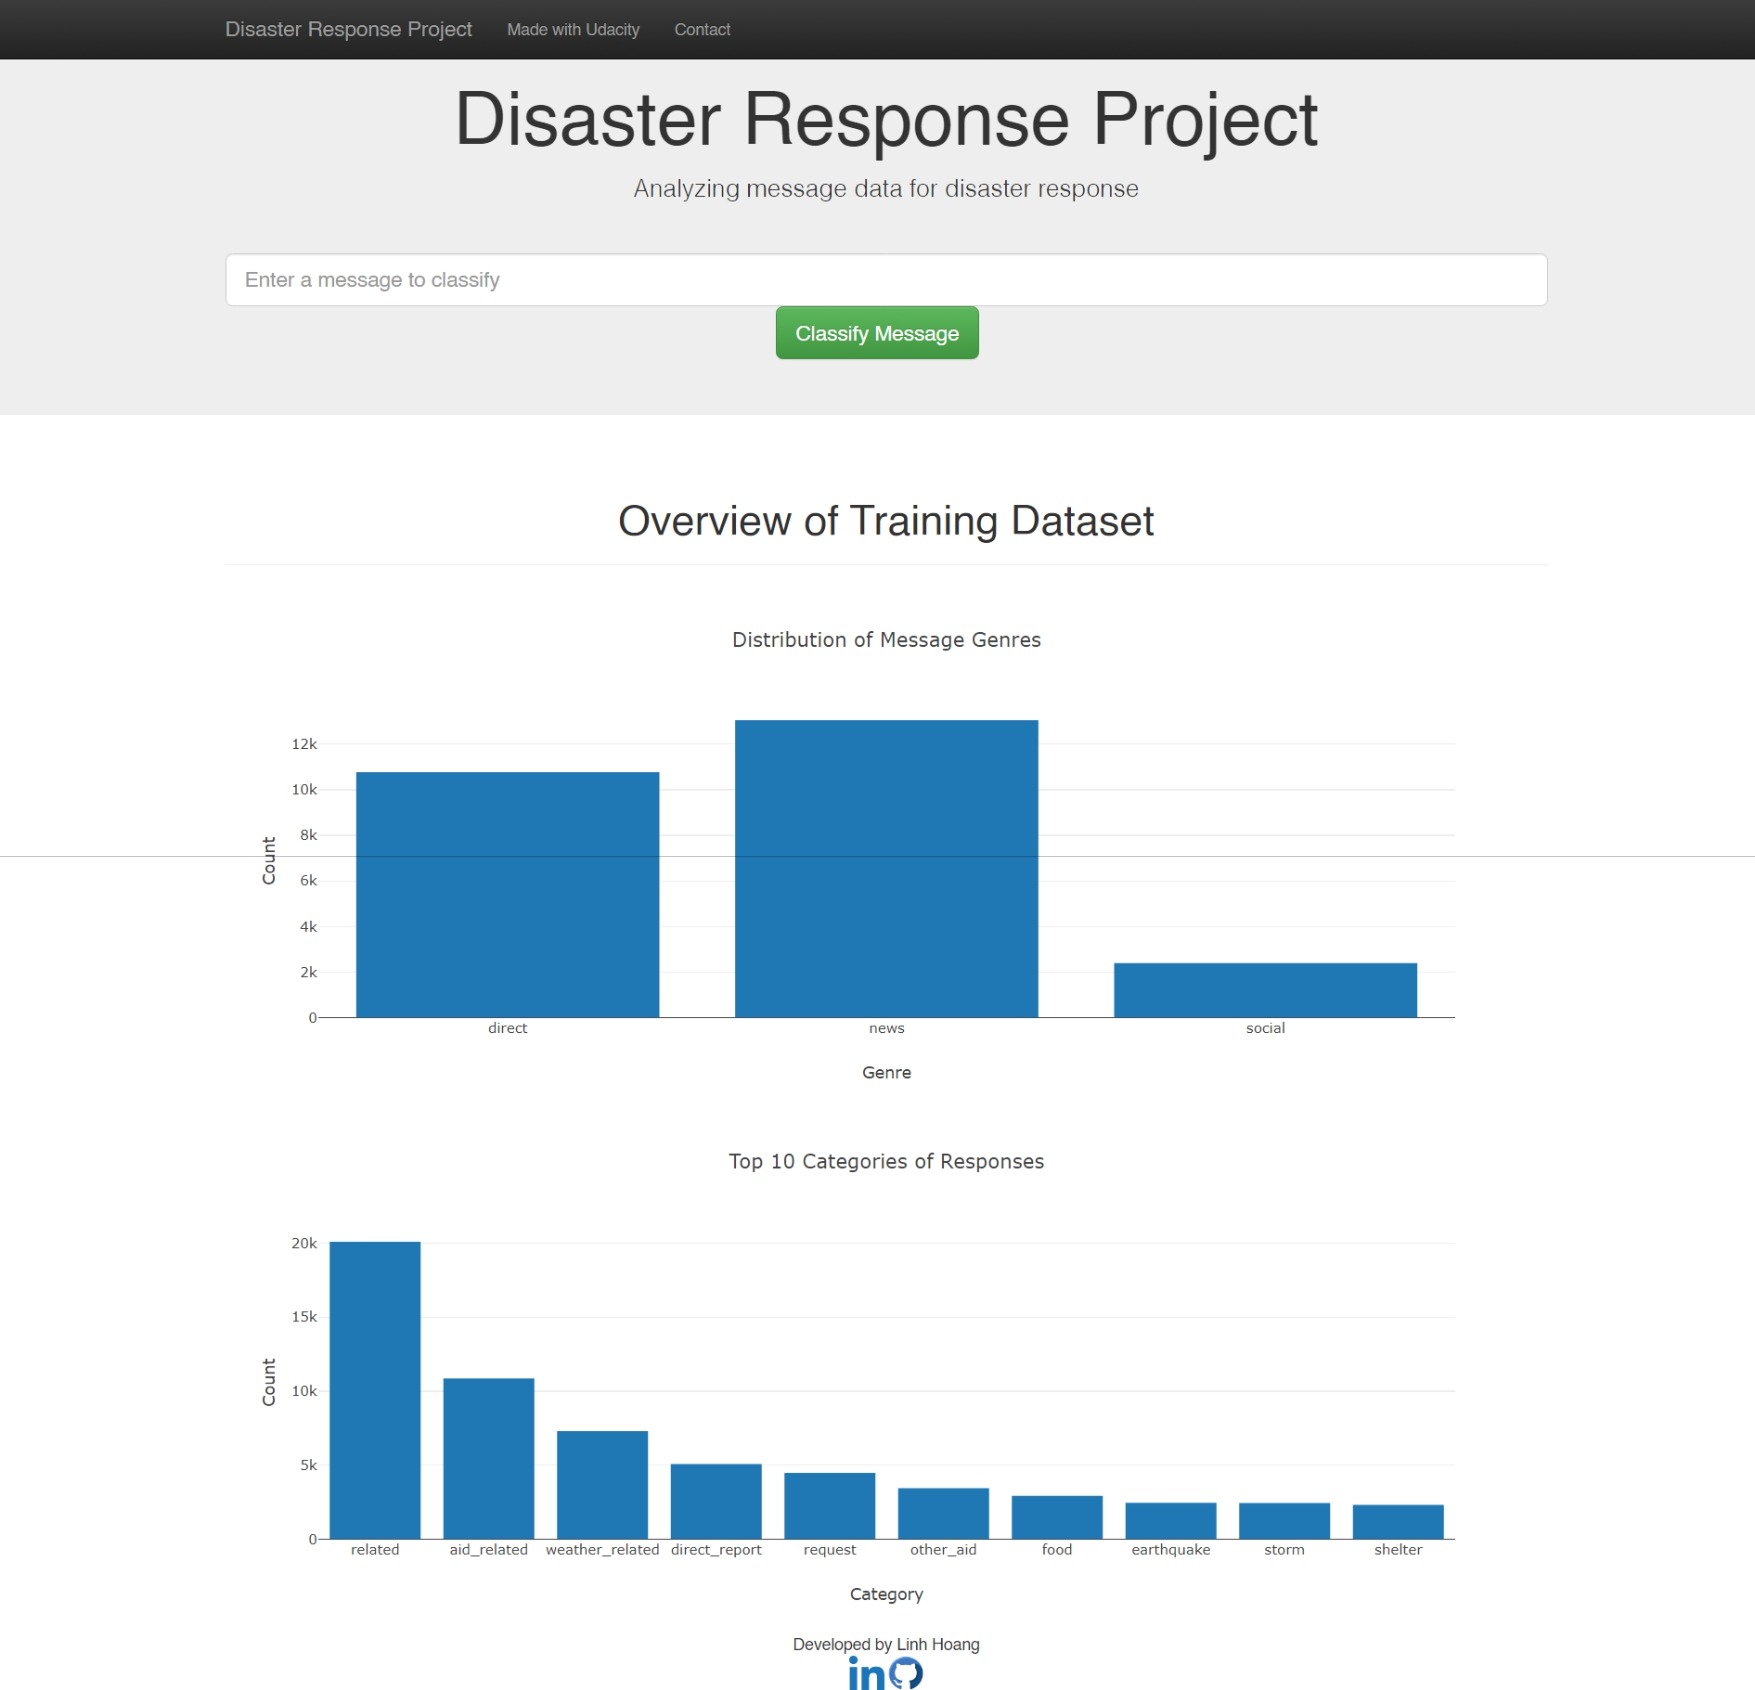 Disaster Response Project Made with Udacity Contact
Disaster Response Project
Analyzing message data for disaster response
Enter a message to classify
Classify Message
Overview of Training Dataset
Distribution of Message Genres
12k
10k
8k
6k
4k
2k
0
Count
direct news social
Genre
Top 10 Categories of Responses
20k
15k
10k
5k
0
Count
related aid_related weather_related direct_report request other_aid food earthquake storm shelter
Category
Developed by Linh Hoang
in